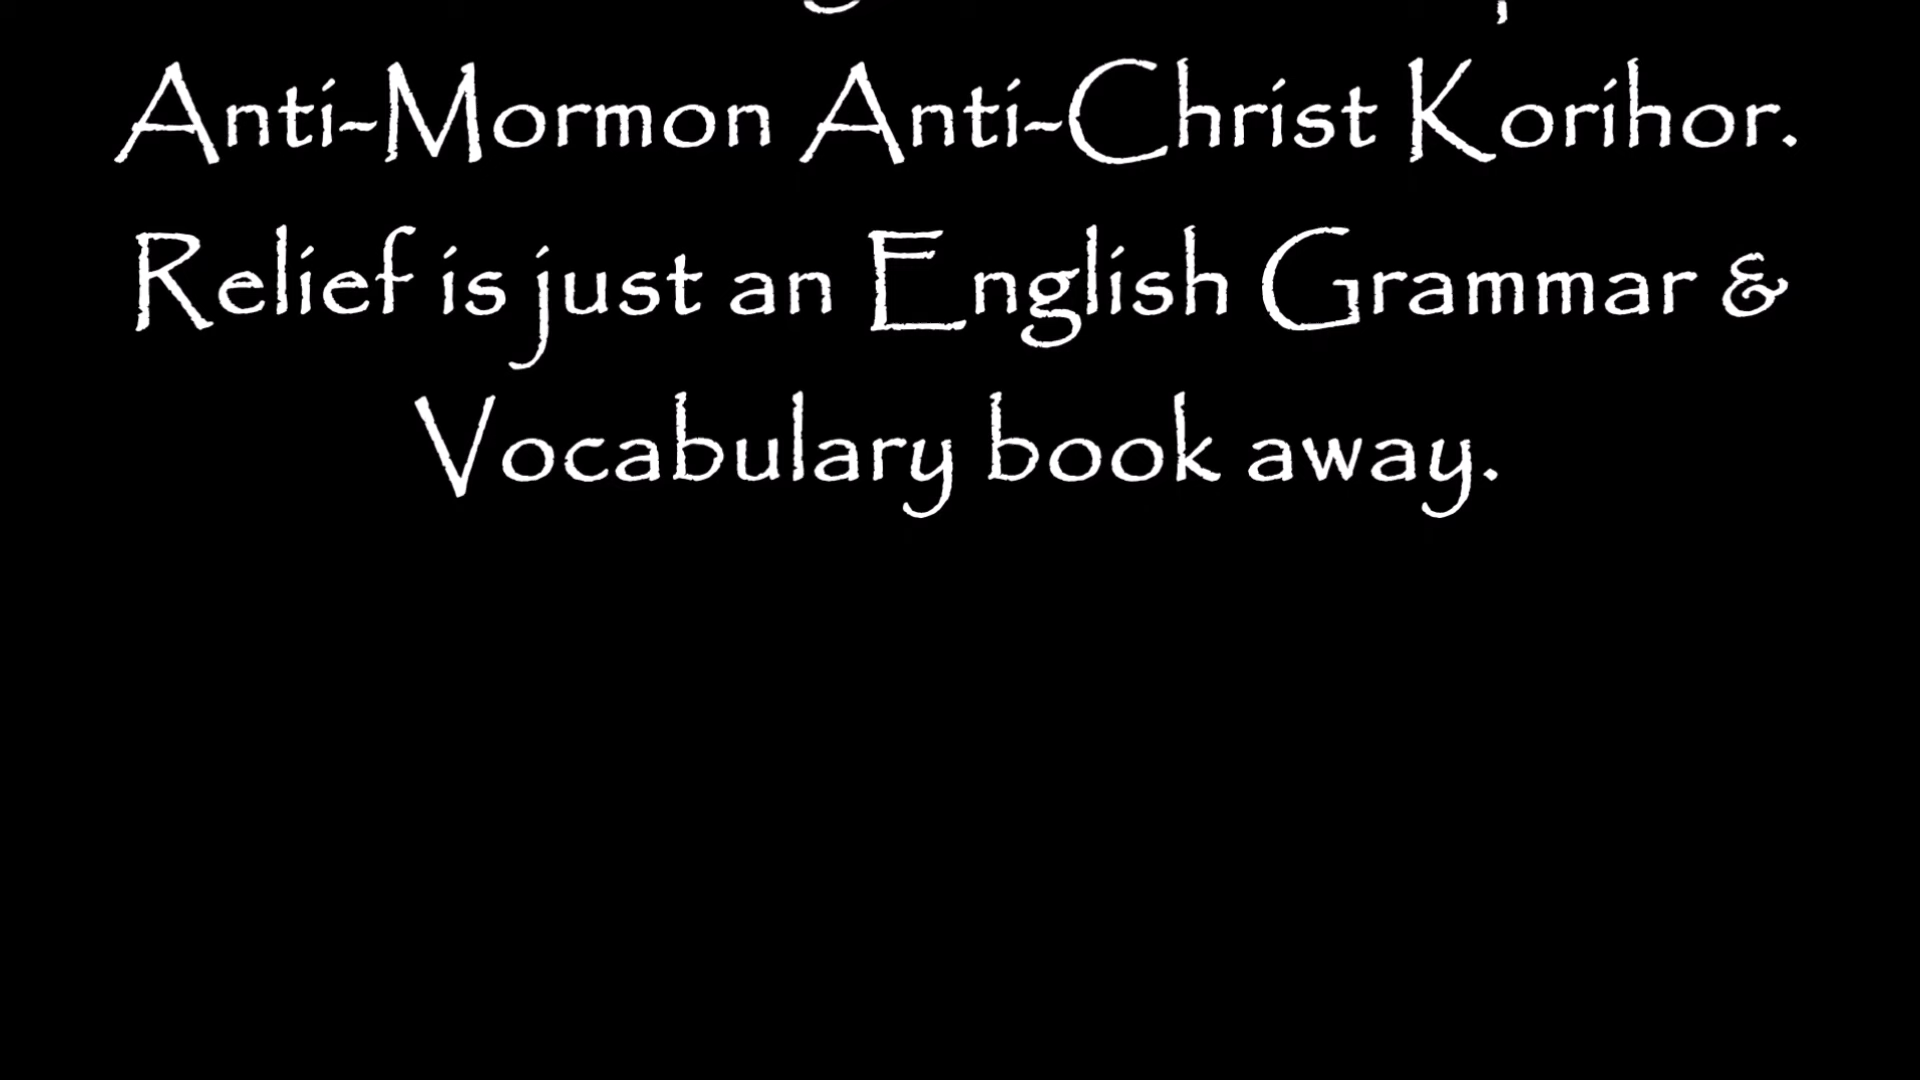 Anti-Mormon Anti-Christ Korihor.
Relief is just an English Grammar &
Vocabulary book away.